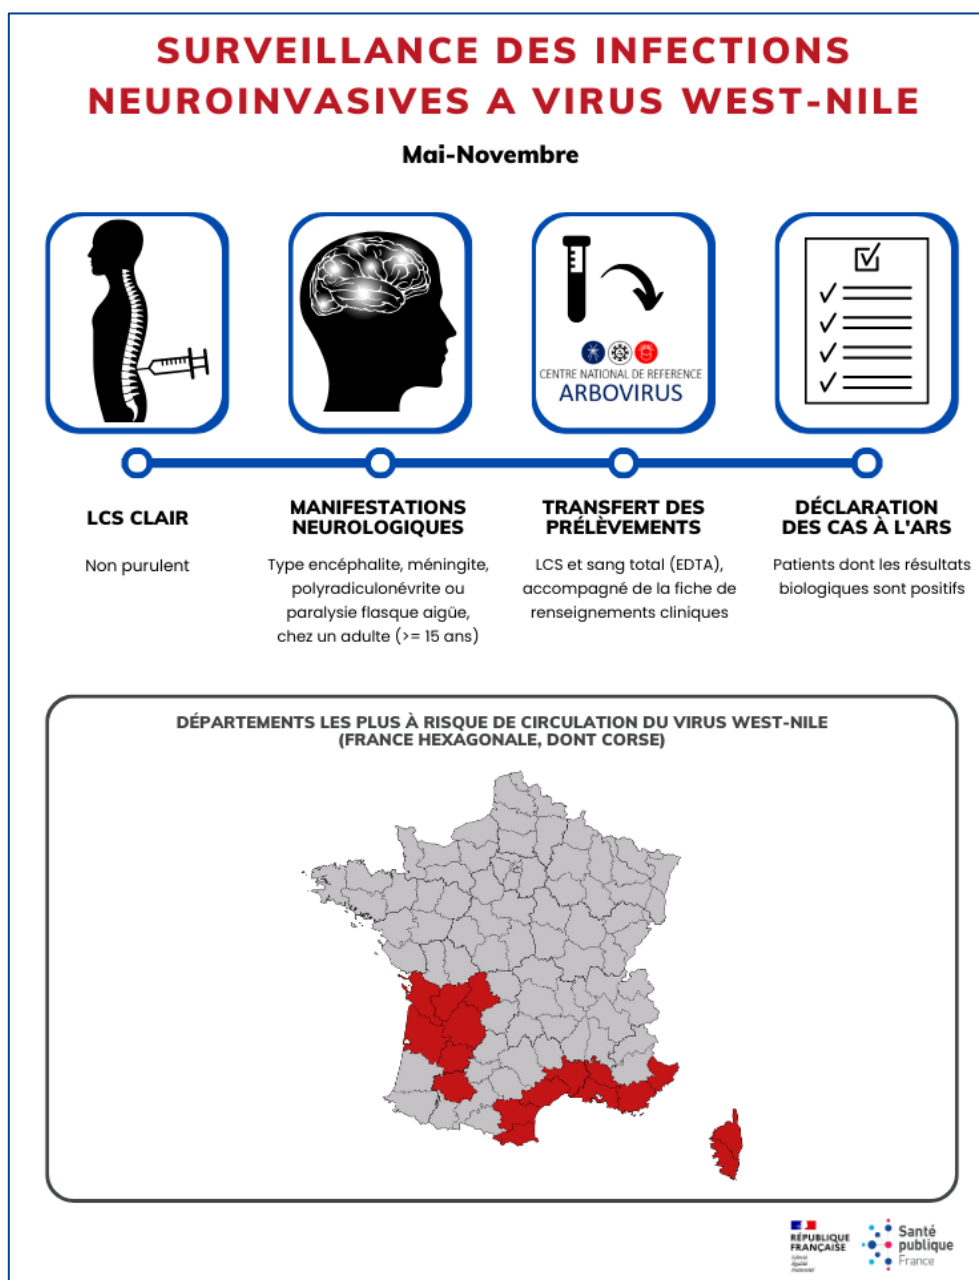 SURVEILLANCE DES INFECTIONS
NEUROINVASIVES A VIRUS WEST-NILE
Mai-Novembre
CENTRE NATIONAL DE REFERENCE
ARBOVIRUS
LCS CLAIR
Non purulent
MANIFESTATIONS
NEUROLOGIQUES
Type encéphalite, méningite,
polyradiculonévrite ou
paralysie flasque aigüe,
chez un adulte (>= 15 ans)
TRANSFERT DES
PRÉLÈVEMENTS
LCS et sang total (EDTA),
accompagné de la fiche de
renseignements cliniques
DÉCLARATION
DES CAS À L'ARS
Patients dont les résultats
biologiques sont positifs
DÉPARTEMENTS LES PLUS À RISQUE DE CIRCULATION DU VIRUS WEST-NILE
(FRANCE HEXAGONALE, DONT CORSE)
RÉPUBLIQUE
FRANÇAISE
Liberté
Égalité
Fraternité
Santé
publique
France